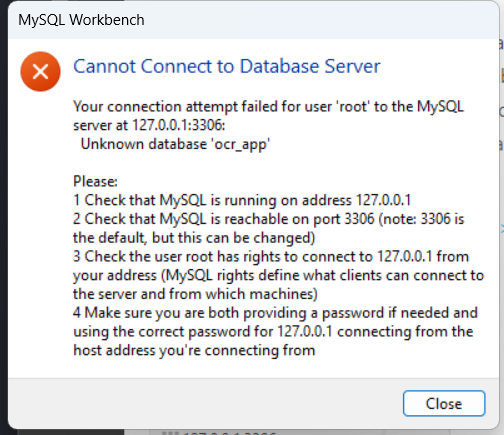 MySQL Workbench
Cannot Connect to Database Server
Your connection attempt failed for user 'root' to the MySQL
server at 127.0.0.1:3306:
Unknown database 'ocr_app'
Please:
1 Check that MySQL is running on address 127.0.0.1
2 Check that MySQL is reachable on port 3306 (note: 3306 is
the default, but this can be changed)
3 Check the user root has rights to connect to 127.0.0.1 from
your address (MySQL rights define what clients can connect to
the server and from which machines)
4 Make sure you are both providing a password if needed and
using the correct password for 127.0.0.1 connecting from the
host address you're connecting from
Close